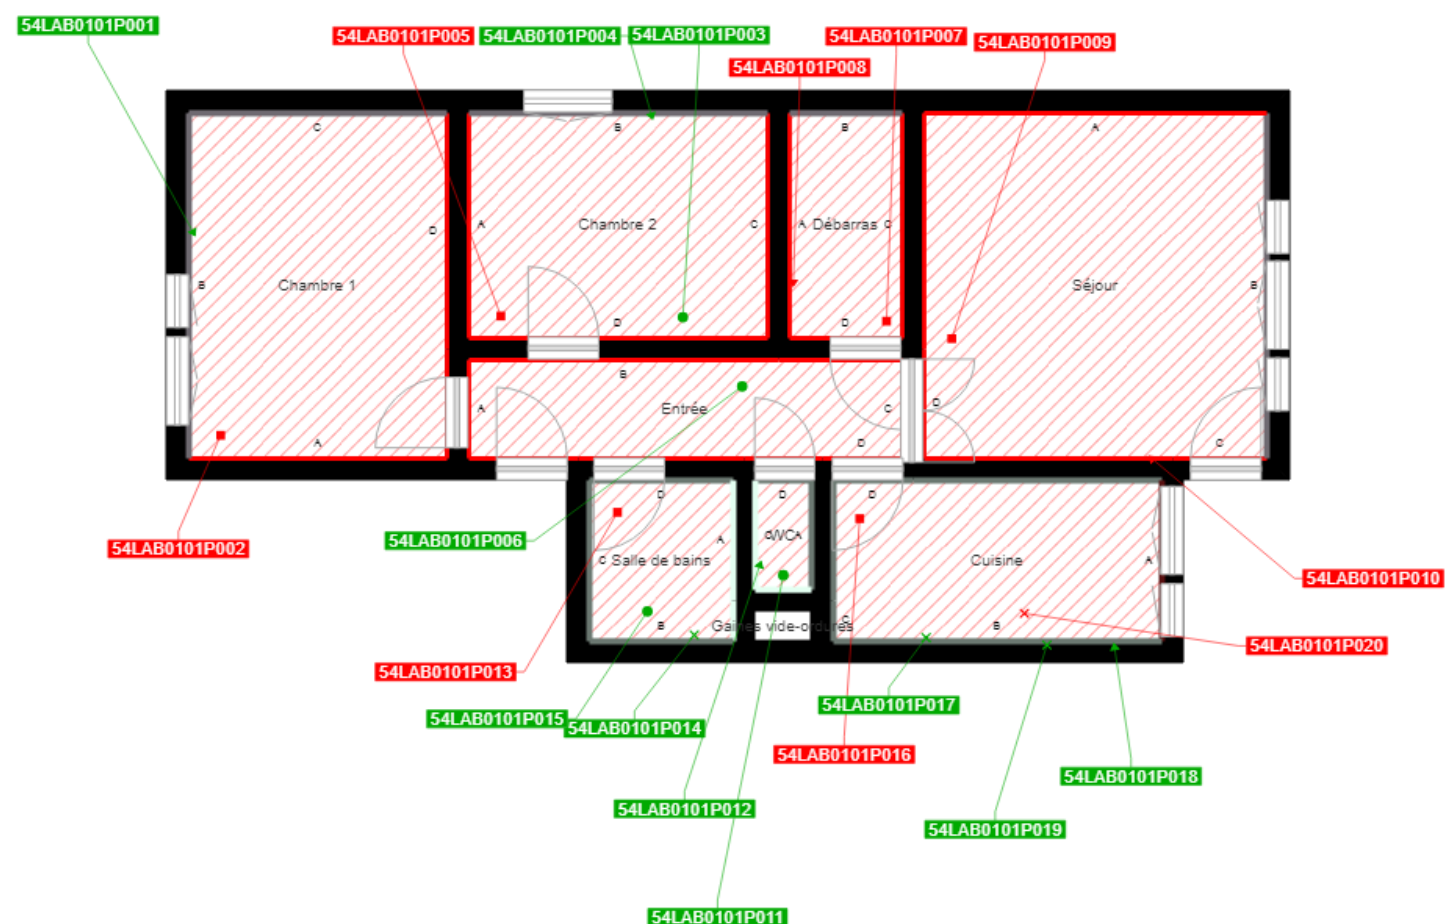 54LAB0101P001
54LAB0101P005
54LAB0101P004
54LAB0101P003
54LAB0101P007
54LAB0101P009
54LAB0101P008
C
B
B
A
D
A
Chambre 2
C
A
Débarras
C
B
Chambre 1
Séjour
B
D
D
B
A
Entrée
C
D
A
D
D
C
54LAB0101P006
54LAB0101P002
D
D
D
A
C
WC
A
C
Salle de bains
Cuisine
A
54LAB0101P010
B
Gaines vide-ordures
C
B
54LAB0101P013
54LAB0101P020
54LAB0101P015
54LAB0101P014
54LAB0101P017
54LAB0101P016
54LAB0101P018
54LAB0101P012
54LAB0101P019
54LAB0101P011